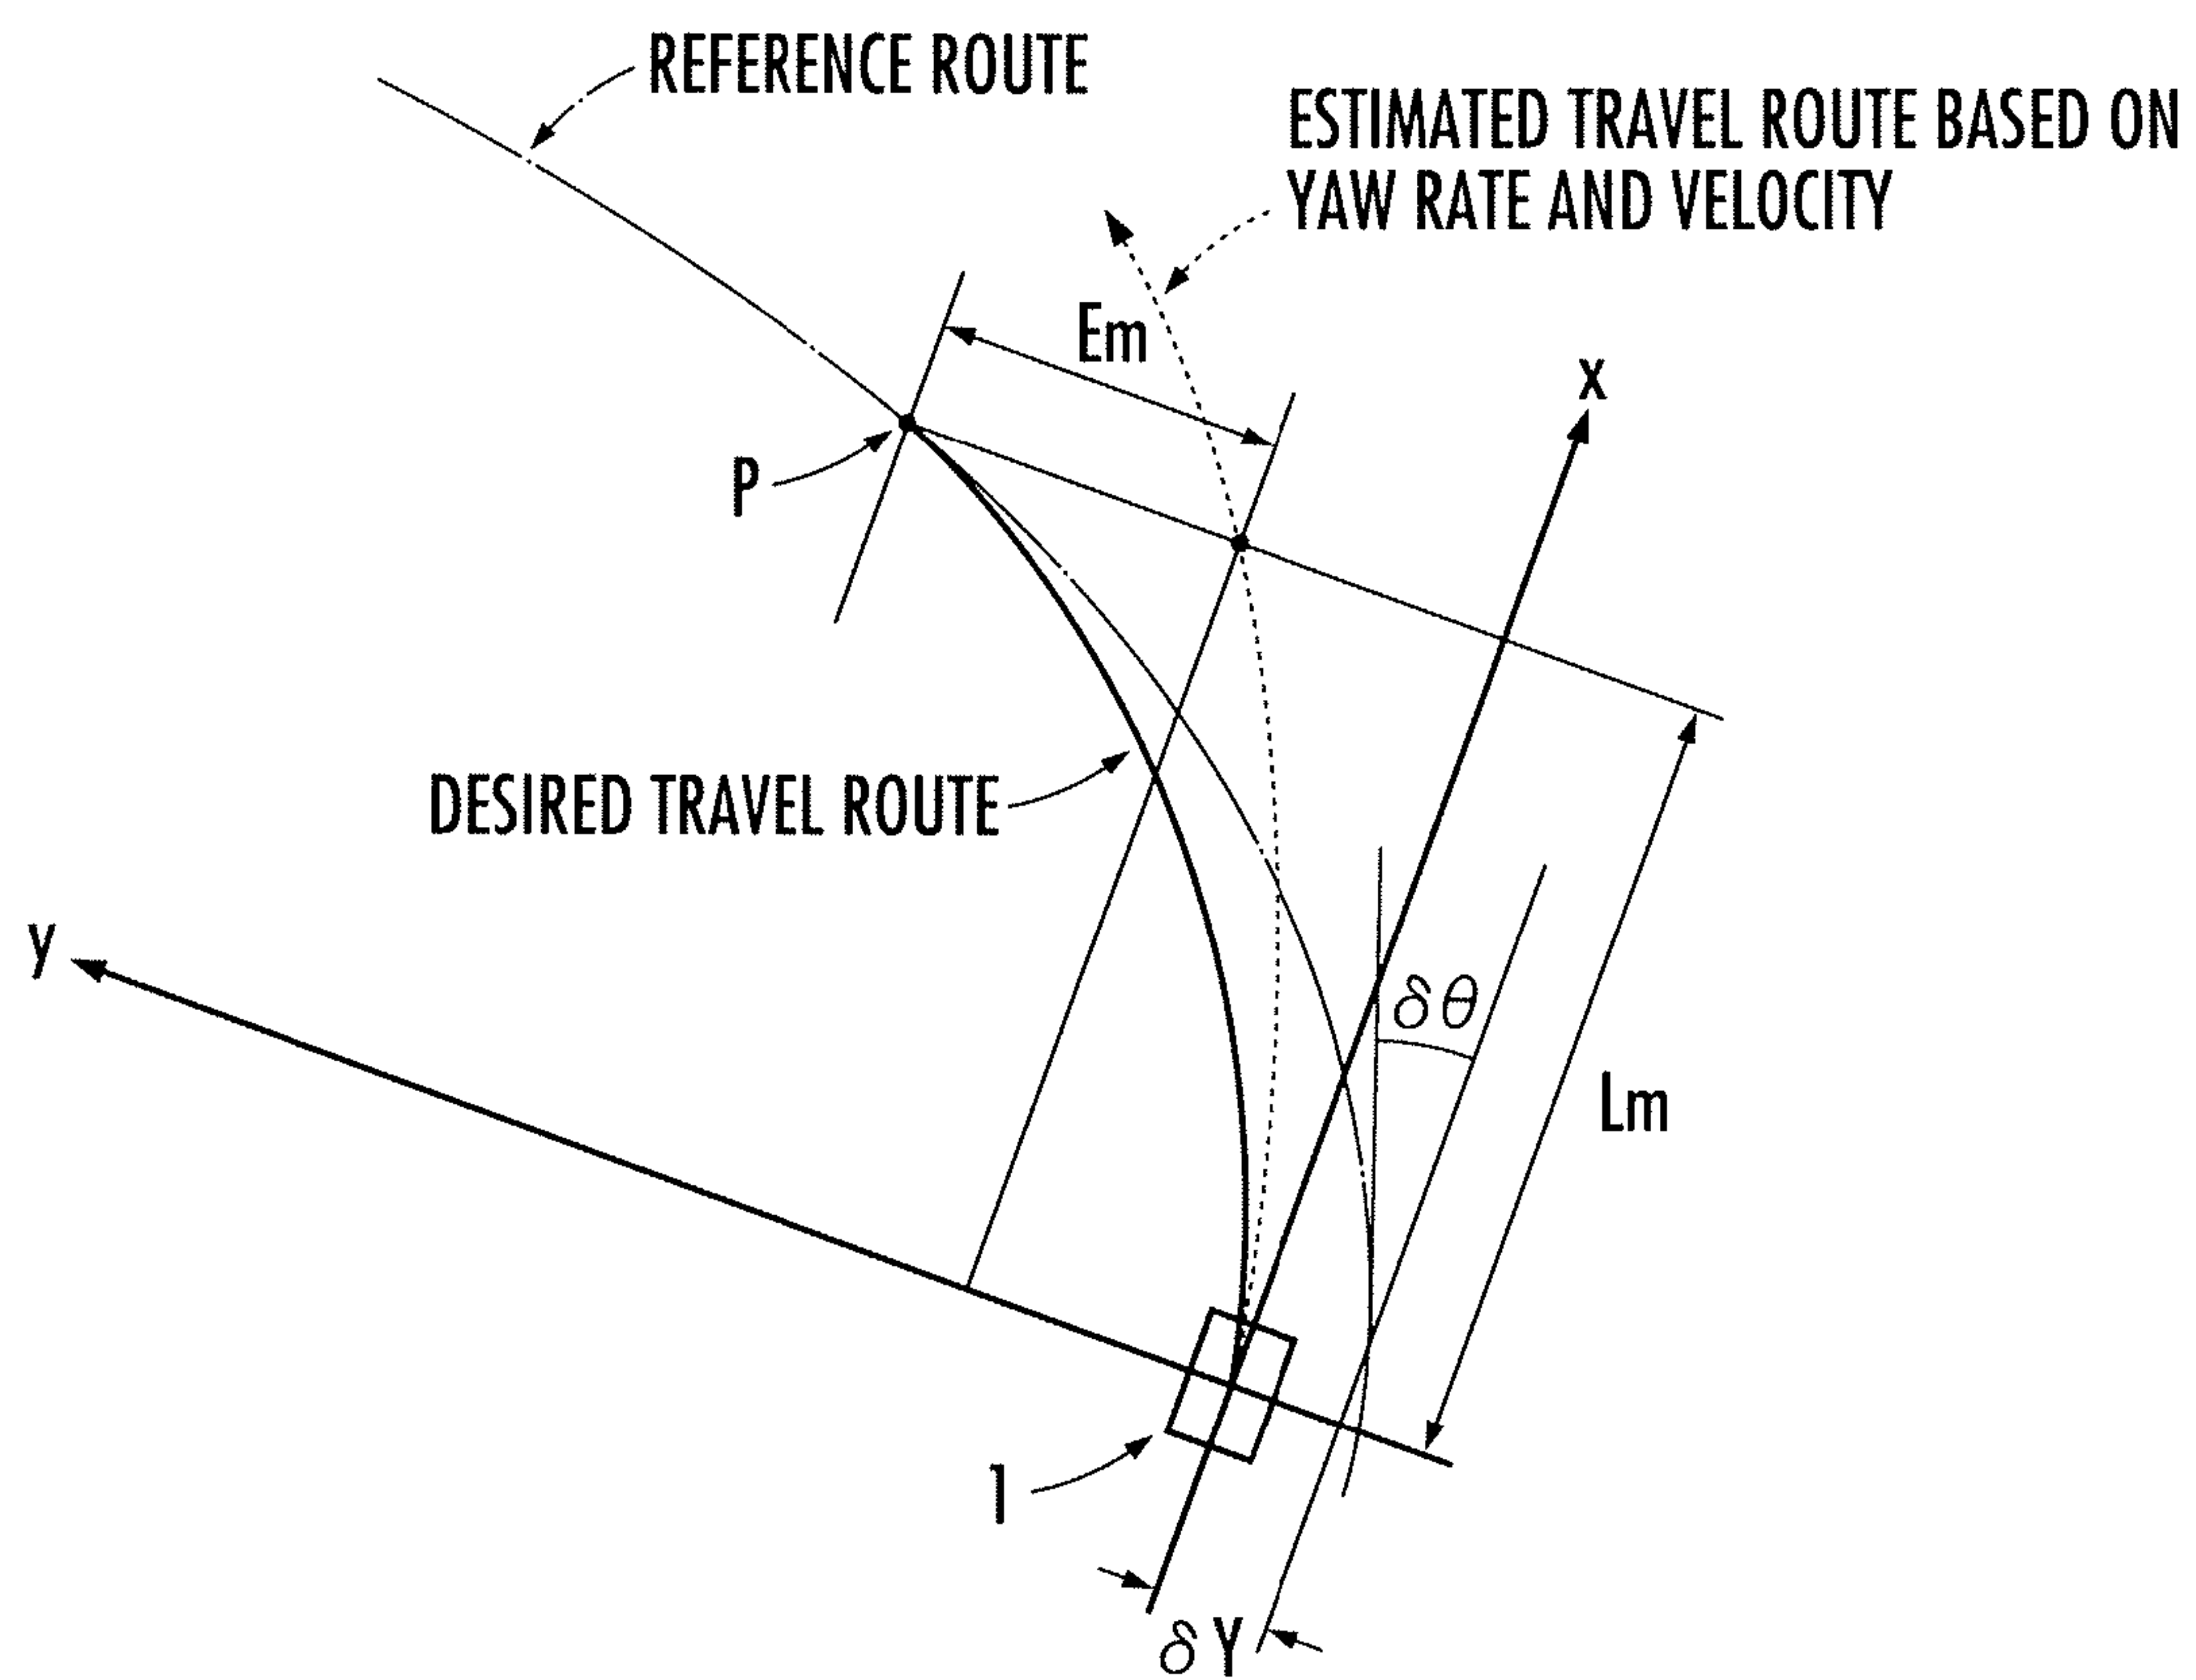 REFERENCE ROUTE
ESTIMATED TRAVEL ROUTE BASED ON
YAW RATE AND VELOCITY
Em
x
P
DESIRED TRAVEL ROUTE
y
δθ
Lm
1
δY